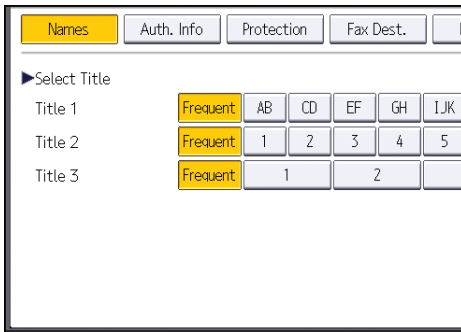 Names Auth. Info Protection Fax Dest.
►Select Title
Title 1 Frequent AB CD EF GH IJK
Title 2 Frequent 1 2 3 4 5
Title 3 Frequent 1 2